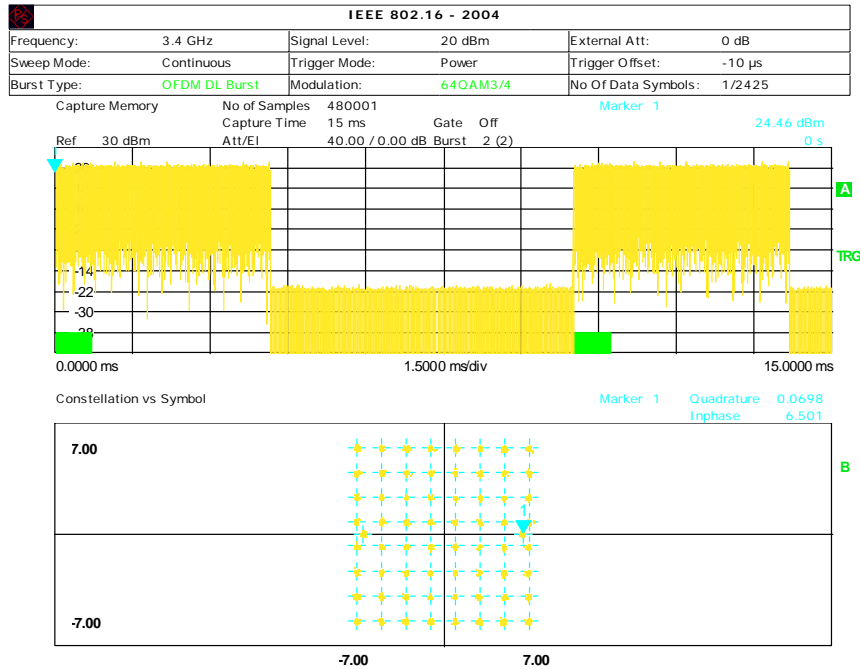 IEEE 802.16 - 2004
Frequency: 3.4 GHz Signal Level: 20 dBm External Att: 0 dB
Sweep Mode: Continuous Trigger Mode: Power Trigger Offset: -10 µs
Burst Type: OFDM DL Burst Modulation: 64QAM3/4 No Of Data Symbols: 1/2425
Capture Memory No of Samples 480001 Marker 1
Capture Time 15 ms Gate Off 24.46 dBm
Ref 30 dBm Att/El 40.00 / 0.00 dB Burst 2 (2) 0 s
A
TRG
-14
-22
-30
-38
0.0000 ms 1.5000 ms/div 15.0000 ms
Constellation vs Symbol Marker 1 Quadrature 0.0698
Inphase 6.501
7.00
B
1
-7.00
-7.00 7.00